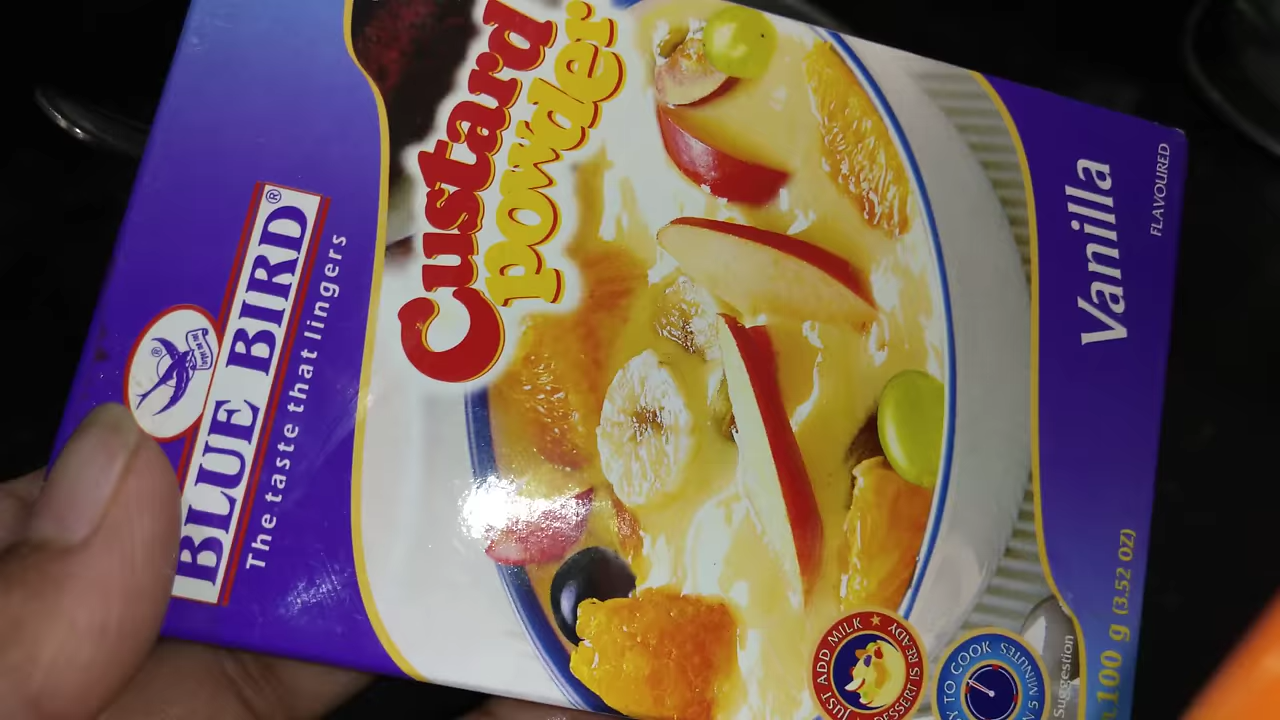 BLUE BIRD®
The taste that lingers
Custard
powder
Vanilla
FLAVOURED
JUST ADD MILK ★
DESSERT IS READY
TO COOK
5 MINUTES
Suggestion
100 g (3.52 OZ)